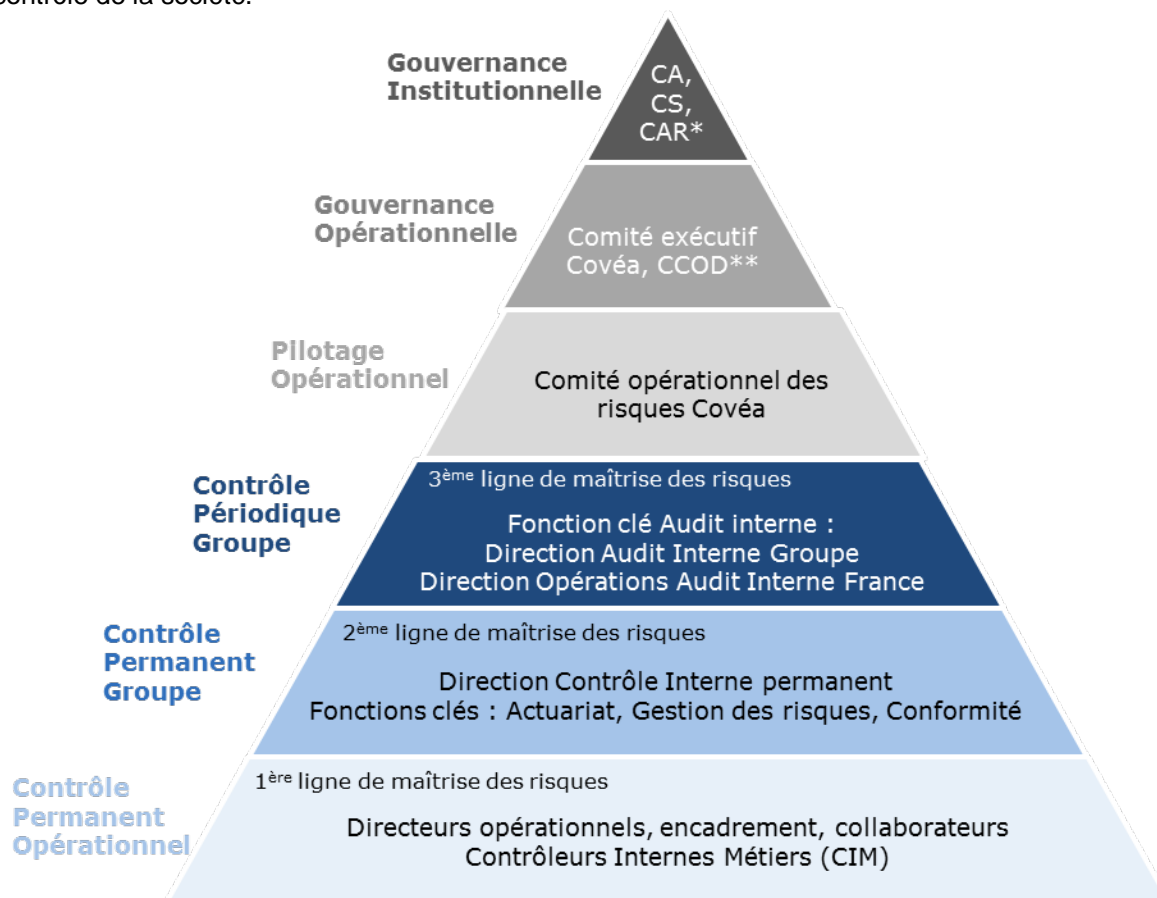 contrôle de la société.
Gouvernance
Institutionnelle
CA,
CS,
CAR*
Gouvernance
Opérationnelle
Comité exécutif
Covéa, CCOD**
Pilotage
Opérationnel
Comité opérationnel des
risques Covéa
Contrôle
Périodique
Groupe
3ème ligne de maîtrise des risques
Fonction clé Audit interne :
Direction Audit Interne Groupe
Direction Opérations Audit Interne France
Contrôle
Permanent
Groupe
2ème ligne de maîtrise des risques
Direction Contrôle Interne permanent
Fonctions clés : Actuariat, Gestion des risques, Conformité
Contrôle
Permanent
Opérationnel
1ère ligne de maîtrise des risques
Directeurs opérationnels, encadrement, collaborateurs
Contrôleurs Internes Métiers (CIM)